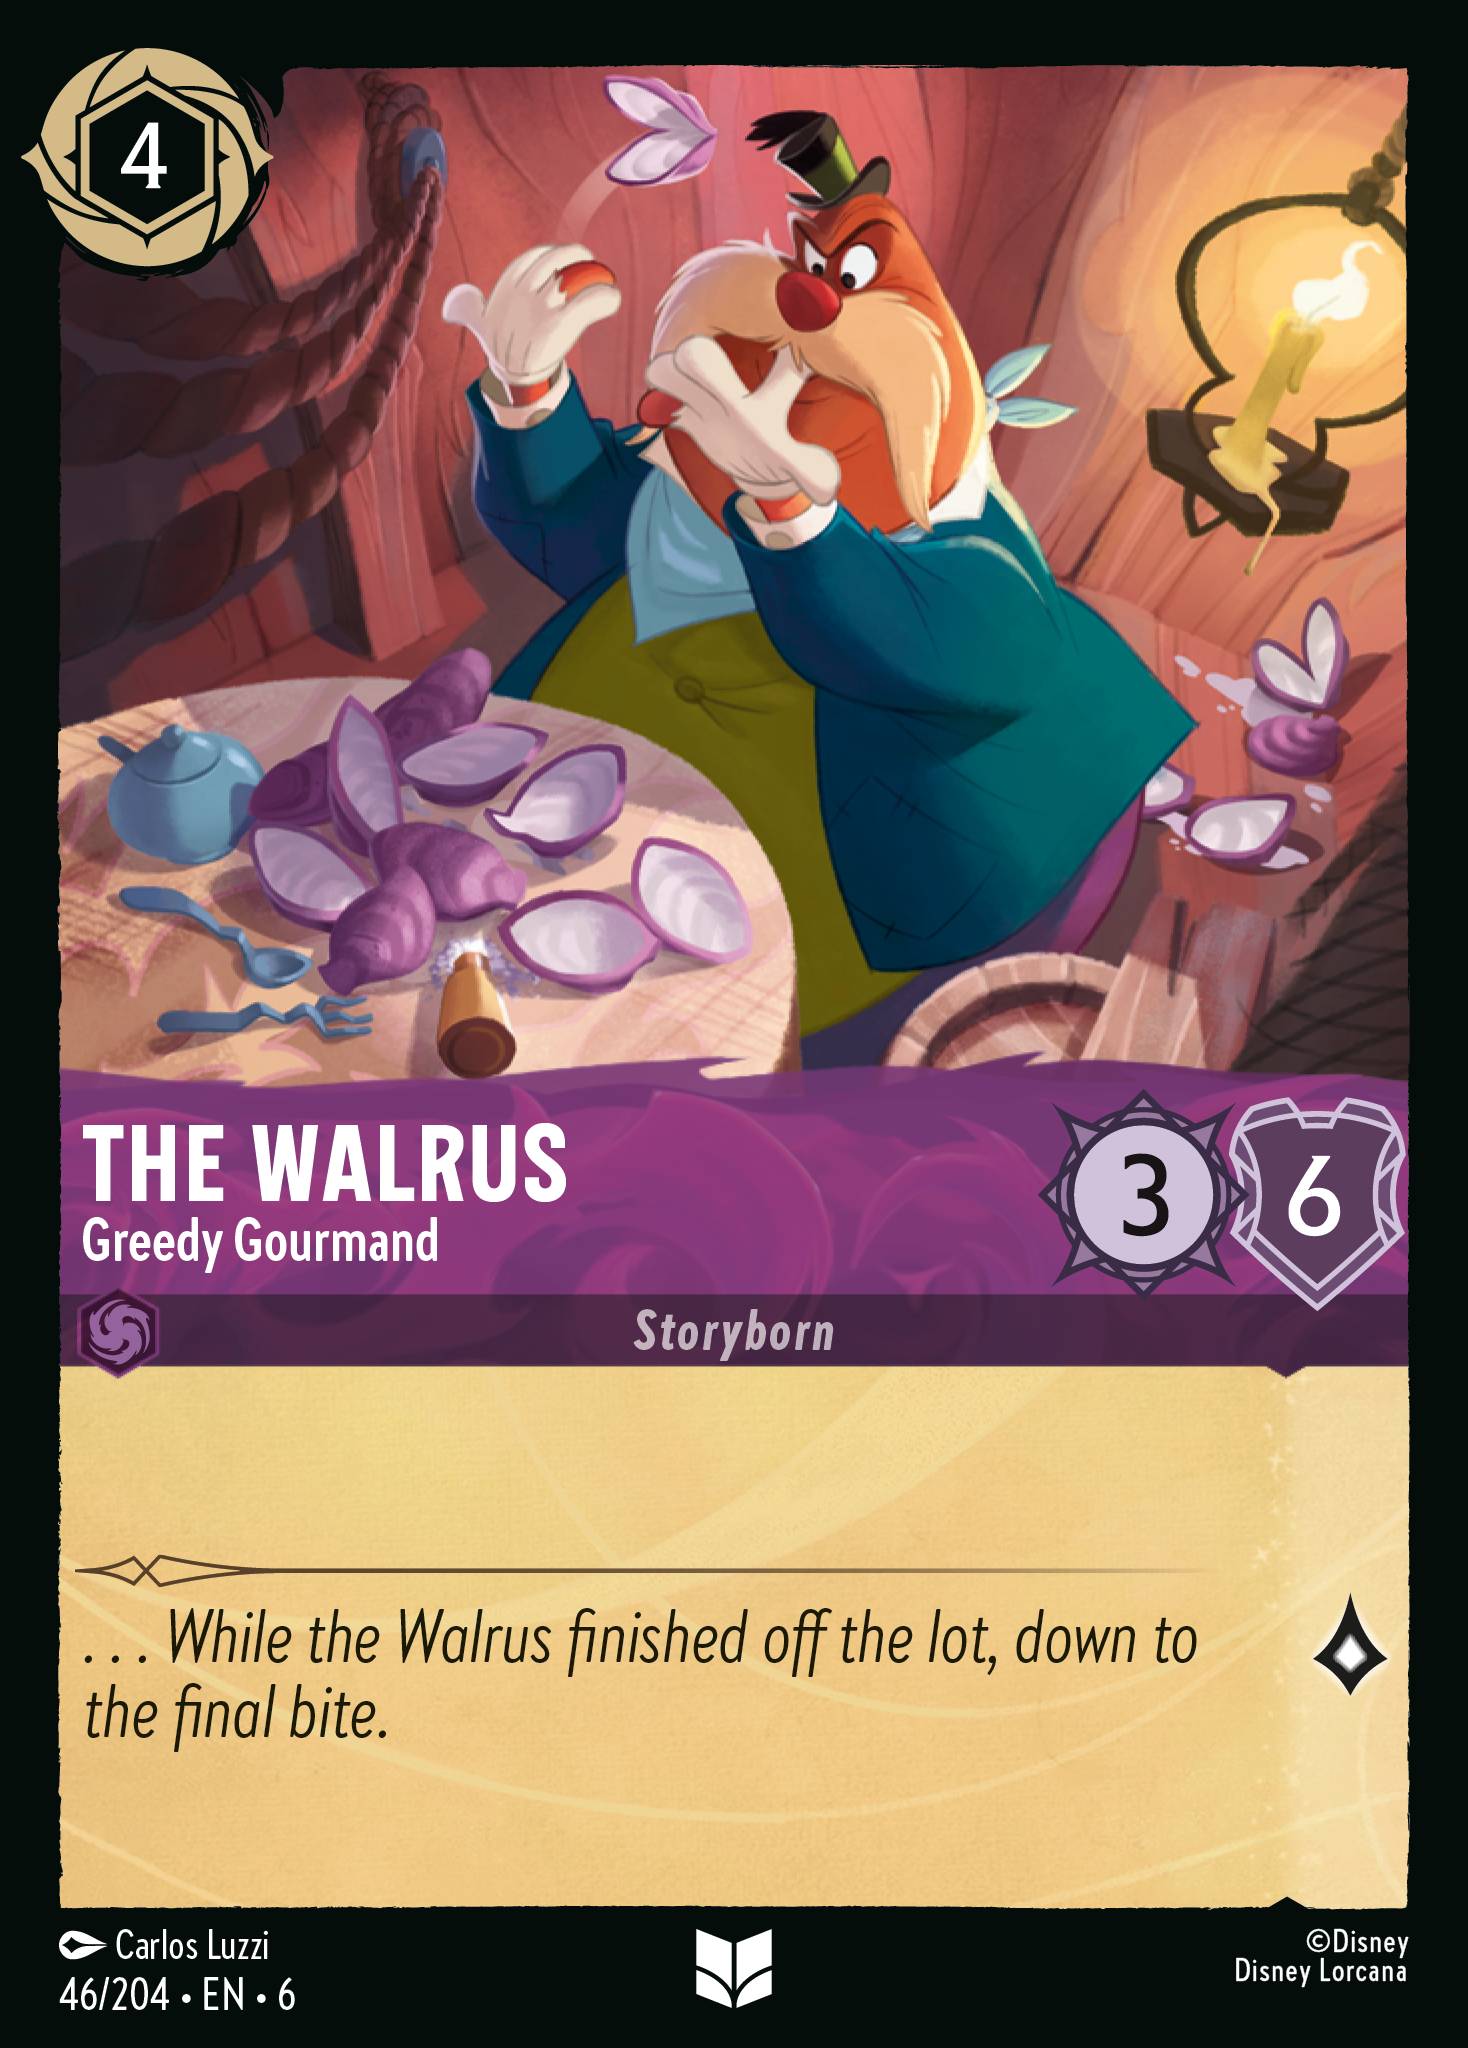 4
THE WALRUS
Greedy Gourmand
3
6
Storyborn
. . . While the Walrus finished off the lot, down to
the final bite.
Carlos Luzzi
46/204 • EN • 6
©Disney
Disney Lorcana